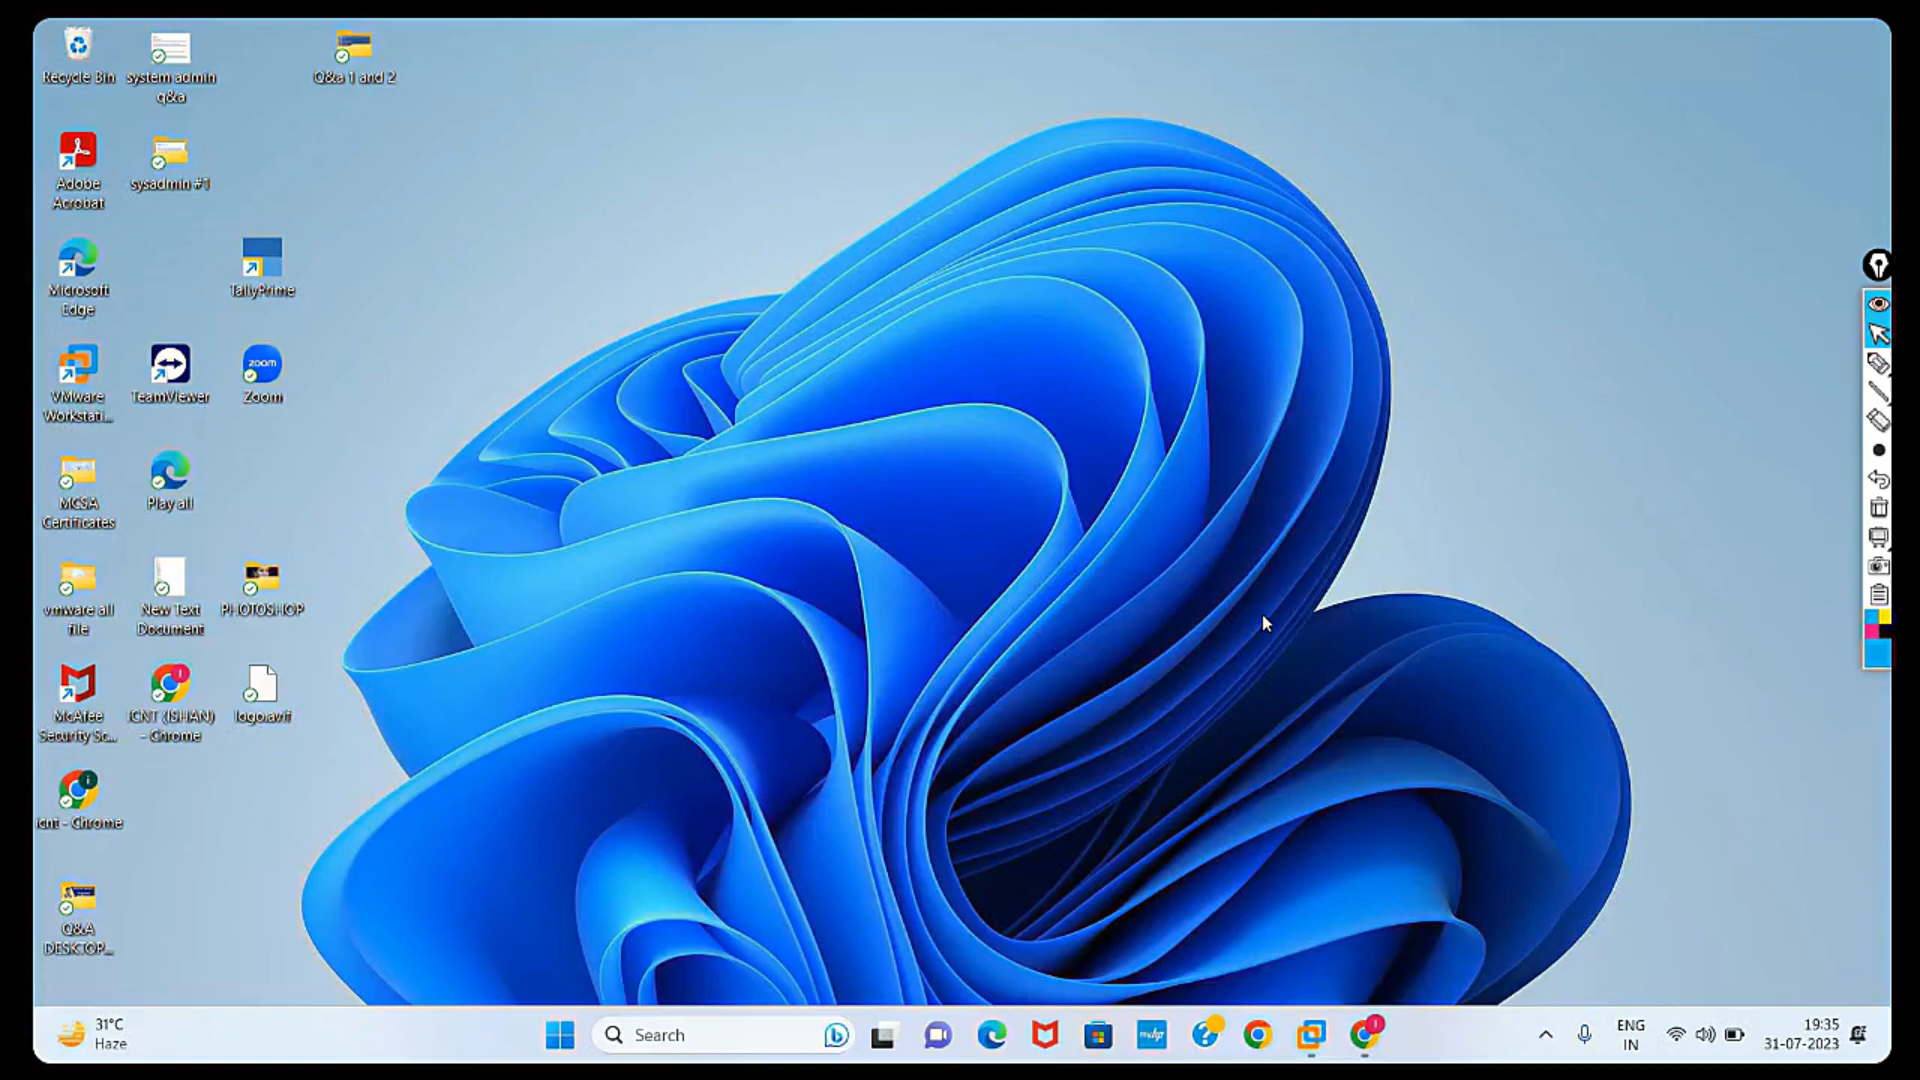 Recycle Bin
system admin
q&a
Q&a 1 and 2
Adobe
Acrobat
sysadmin #1
Microsoft
Edge
TallyPrime
VMware
Workstati...
TeamViewer
zoom
Zoom
MCSA
Certificates
Play all
vmware all
file
New Text
Document
PHOTOSHOP
McAfee
Security Sc...
ICNT (ISHAN)
- Chrome
logo.avif
icnt - Chrome
Q&A
DESKTOP...
31°C
Haze
Search
ENG
IN
19:35
31-07-2023